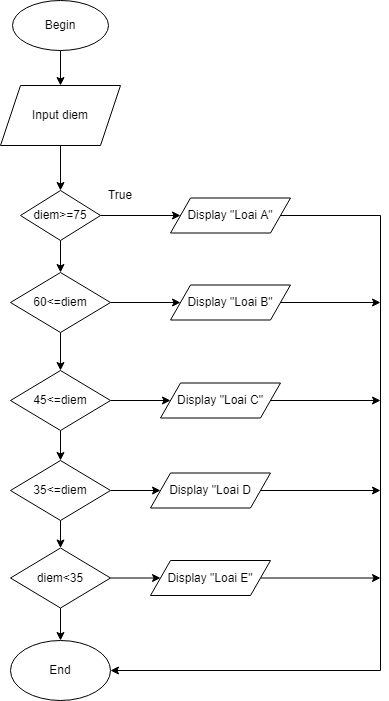 Begin
Input diem
True
diem>=75
Display "Loai A"
60<=diem
Display "Loai B"
45<=diem
Display "Loai C"
35<=diem
Display "Loai D
diem<35
Display "Loai E"
End